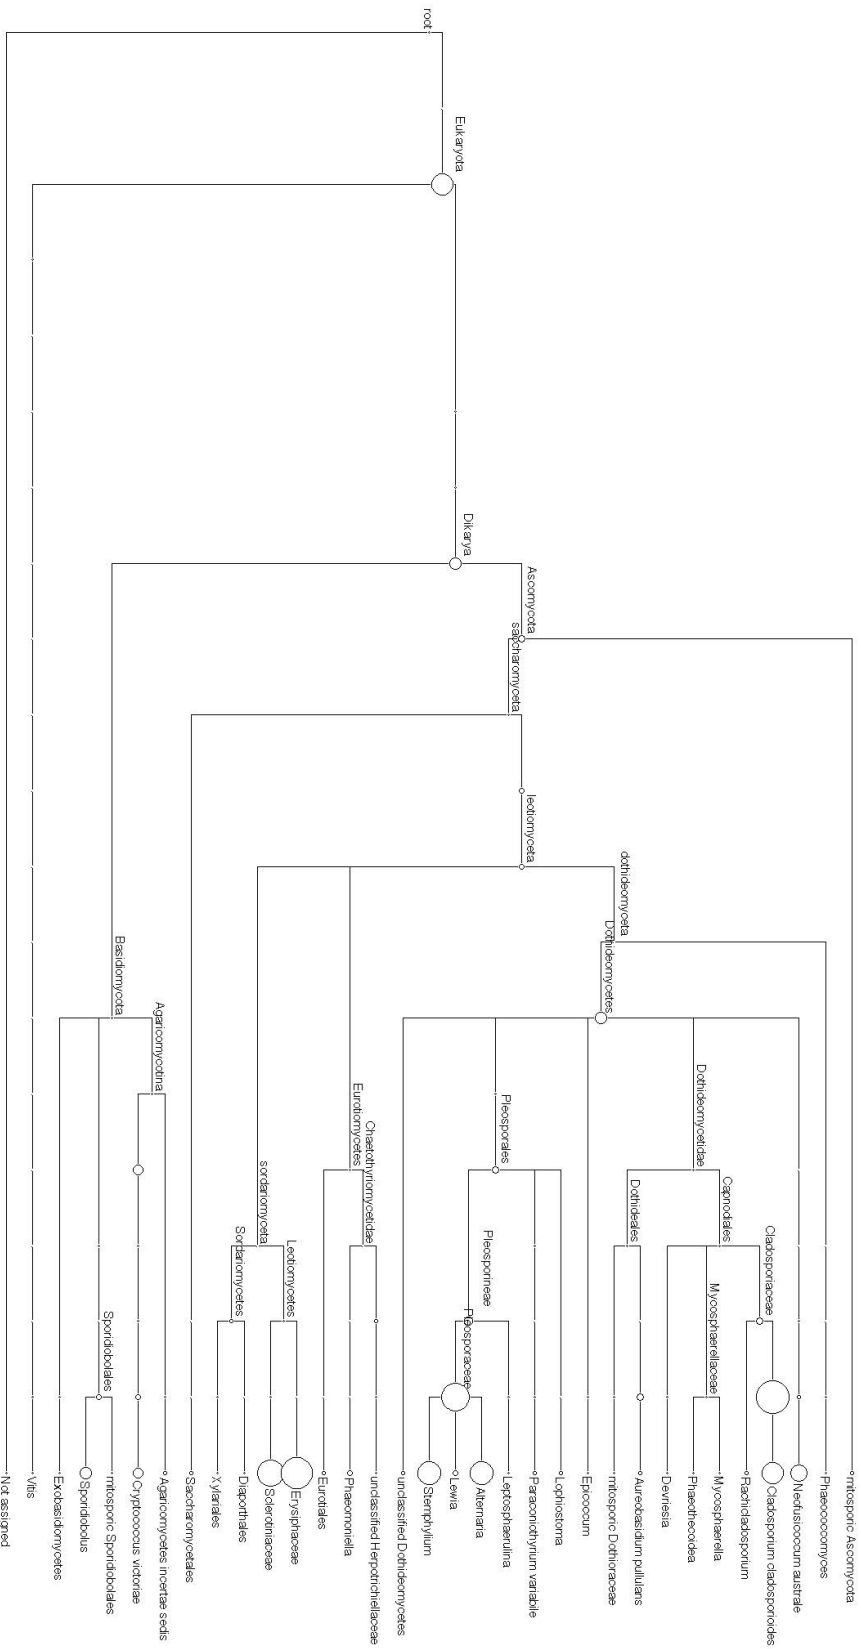 root
Eukaryota
Dikarya
Ascomycota
saccharomyceta
leotiomyceta
dothideomyceta
Dothideomycetes
Basidiomycota
Agaricomycotina
Dothideomycetidae
Eurotiomycetes
Pleosporales
Chaetothyriomycetidae
sordariomyceta
Dothideales
Capnodiales
Sordariomycetes
Leotiomycetes
Pleosporineae
Cladosporiaceae
Mycosphaerellaceae
Sporidiobolales
Pleosporaceae
mitosporic Ascomycota
Phaeococcomyces
Neofusicoccum australe
Cladosporium cladosporioides
Rachicladosporium
Mycosphaerella
Phaeothecoidea
Devriesia
Aureobasidium pullulans
mitosporic Dothioraceae
Epicoccum
Lophiostoma
Paraconiothyrium variabile
Leptosphaerulina
Alternaria
Lewia
Stemphylium
unclassified Dothideomycetes
unclassified Herpotrichiellaceae
Phaeomoniella
Eurotiales
Erysiphaceae
Sclerotiniaceae
Diaporthales
Xylariales
Saccharomycetales
Agaricomycetes incertae sedis
Cryptococcus victoriae
mitosporic Sporidiobolales
Sporidiobolus
Exobasidiomycetes
Vitis
Not assigned